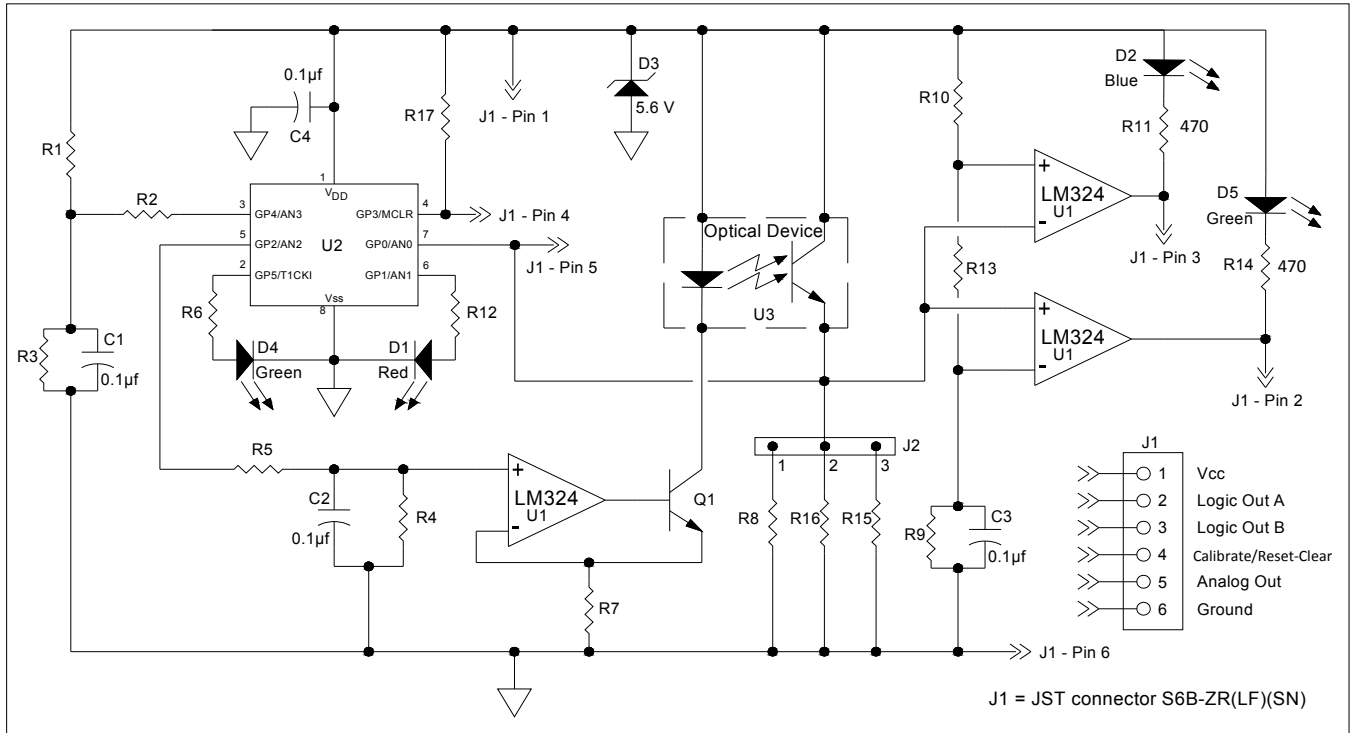 D3
5.6 V
D2
Blue
0.1µf
C4
R17
J1 - Pin 1
R10
R11
470
R1
R2
1
VDD
3
GP4/AN3
GP3/MCLR
4
J1 - Pin 4
5
GP2/AN2
U2
GP0/AN0
7
J1 - Pin 5
2
GP5/T1CKI
GP1/AN1
6
Vss
8
R6
R12
D4
Green
D1
Red
R3
C1
0.1µf
Optical Device
U3
+
LM324
U1
-
J1 - Pin 3
D5
Green
R14
470
R13
+
LM324
U1
-
J1 - Pin 2
R5
C2
0.1µf
R4
+
LM324
U1
-
Q1
R7
J2
1
2
3
R8
R16
R15
R9
C3
0.1µf
J1
1
Vcc
2
Logic Out A
3
Logic Out B
4
Calibrate/Reset-Clear
5
Analog Out
6
Ground
J1 - Pin 6
J1 = JST connector S6B-ZR(LF)(SN)